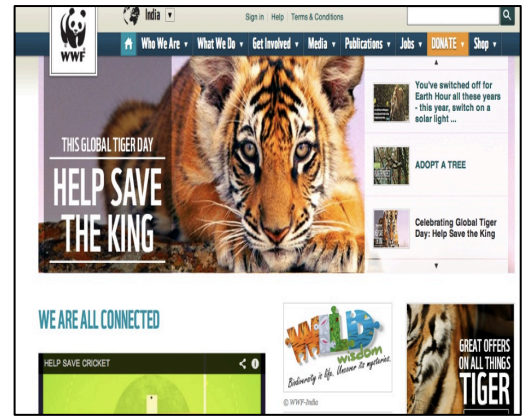 WWF
India
Sign in Help Terms & Conditions
Who We Are What We Do Get Involved Media Publications Jobs DONATE Shop
THIS GLOBAL TIGER DAY
HELP SAVE
THE KING
You've switched off for
Earth Hour all these years
- this year, switch on a
solar light ...
ADOPT A TREE
Celebrating Global Tiger
Day: Help Save the King
WE ARE ALL CONNECTED
HELP SAVE CRICKET
WILD
wisdom
Biodiversity is life. Uncover its mysteries.
© WWF-India
GREAT OFFERS
ON ALL THINGS
TIGER